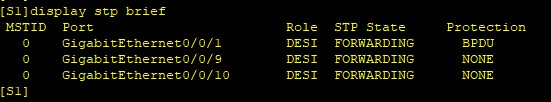 [S1]display stp brief
MSTID Port Role STP State Protection
0 GigabitEthernet0/0/1 DESI FORWARDING BPDU
0 GigabitEthernet0/0/9 DESI FORWARDING NONE
0 GigabitEthernet0/0/10 DESI FORWARDING NONE
[S1]